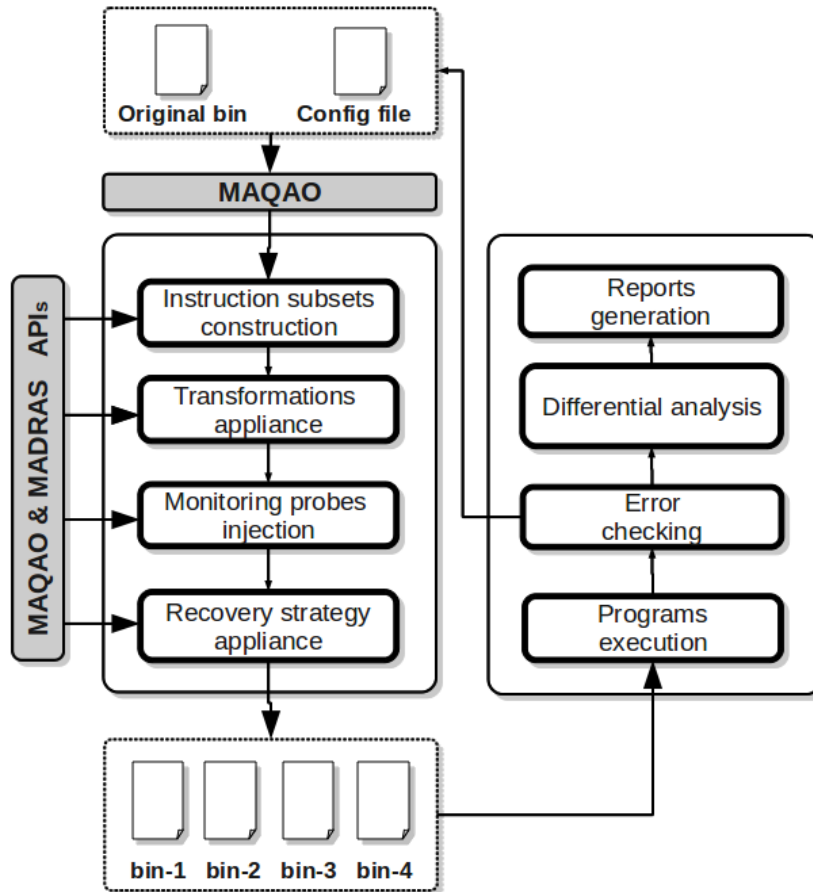 Original bin
Config file
MAQAO
MAQAO & MADRAS APIs
Instruction subsets
construction
Transformations
appliance
Monitoring probes
injection
Recovery strategy
appliance
bin-1
bin-2
bin-3
bin-4
Reports
generation
Differential analysis
Error
checking
Programs
execution